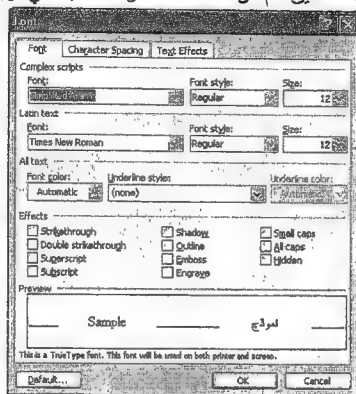 Font
Font Character Spacing Text Effects
Complex scripts
Font: Font style: Size:
Regular 12
Latin text
Font: Font style: Size:
Times New Roman Regular 12
All text
Font color: Underline style: Underline color:
Automatic (none) Automatic
Effects
Strikethrough Shadow Small caps
Double strikethrough Outline All caps
Superscript Emboss Hidden
Subscript Engrave
Preview
Sample نموذج
This is a TrueType font. This font will be used on both printer and screen.
Default... OK Cancel